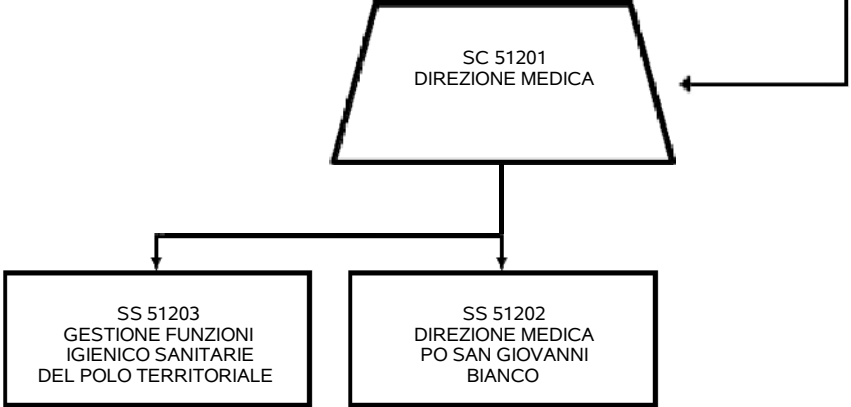 SC 51201
DIREZIONE MEDICA
SS 51203
GESTIONE FUNZIONI
IGIENICO SANITARIE
DEL POLO TERRITORIALE
SS 51202
DIREZIONE MEDICA
PO SAN GIOVANNI
BIANCO